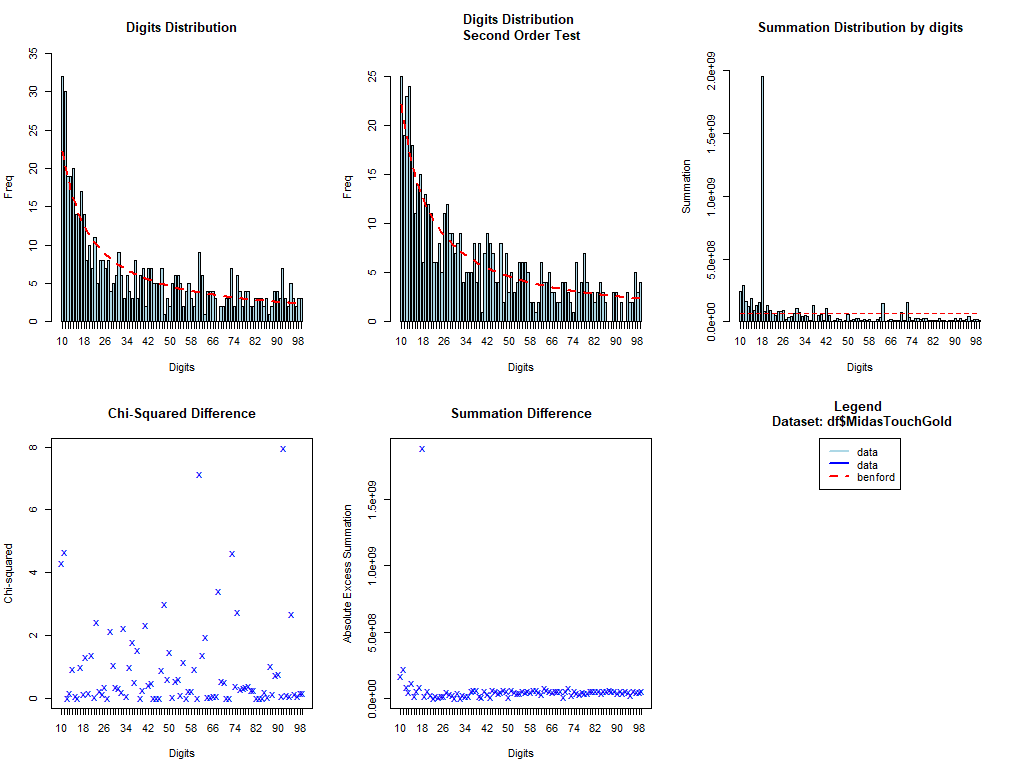 Digits Distribution
Freq
0 5 10 15 20 25 30 35
10 18 26 34 42 50 58 66 74 82 90 98
Digits
Digits Distribution
Second Order Test
Freq
0 5 10 15 20 25
10 18 26 34 42 50 58 66 74 82 90 98
Digits
Summation Distribution by digits
Summation
0.0e+00 5.0e+08 1.0e+09 1.5e+09 2.0e+09
10 18 26 34 42 50 58 66 74 82 90 98
Digits
Chi-Squared Difference
Chi-squared
0 2 4 6 8
10 18 26 34 42 50 58 66 74 82 90 98
Digits
Summation Difference
Absolute Excess Summation
0.0e+00 5.0e+08 1.0e+09 1.5e+09
10 18 26 34 42 50 58 66 74 82 90 98
Digits
Legend
Dataset: df$MidasTouchGold
data
data
benford